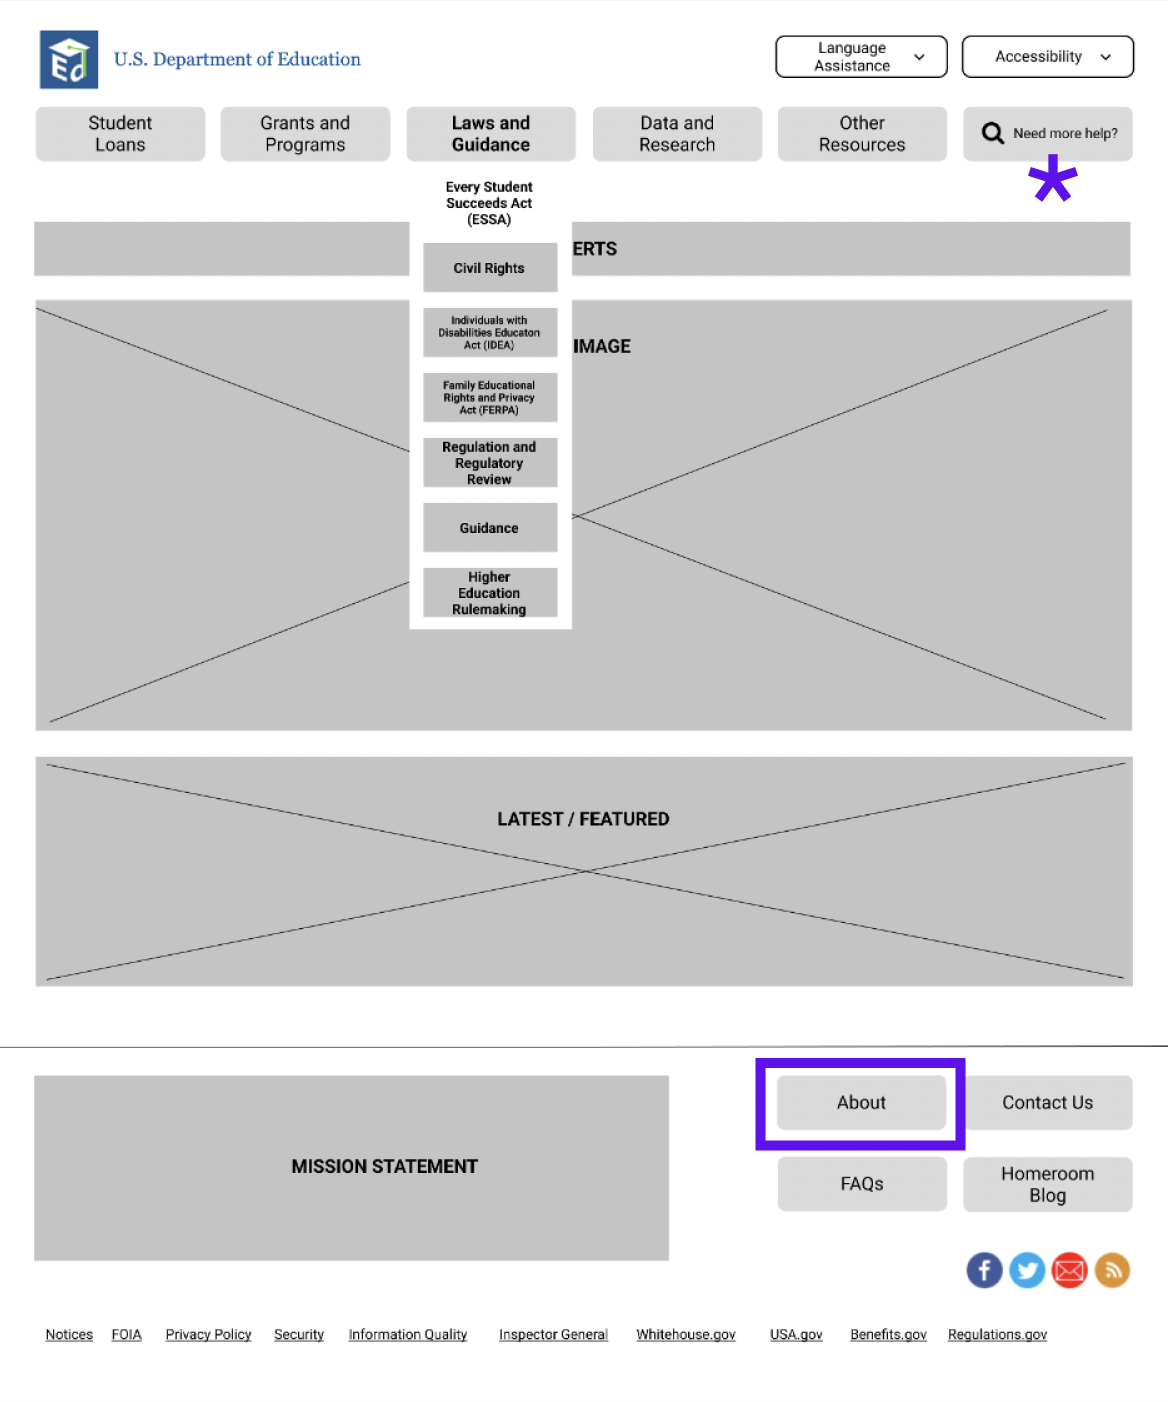 Ed
U.S. Department of Education
Language
Assistance
Accessibility
Student
Loans
Grants and
Programs
Laws and
Guidance
Data and
Research
Other
Resources
Need more help?
*
Every Student
Succeeds Act
(ESSA)
ERTS
Civil Rights
Individuals with
Disabilities Educaton
Act (IDEA)
IMAGE
Family Educational
Rights and Privacy
Act (FERPA)
Regulation and
Regulatory
Review
Guidance
Higher
Education
Rulemaking
LATEST / FEATURED
MISSION STATEMENT
About
Contact Us
FAQs
Homeroom
Blog
Notices FOIA Privacy Policy Security Information Quality Inspector General Whitehouse.gov USA.gov Benefits.gov Regulations.gov